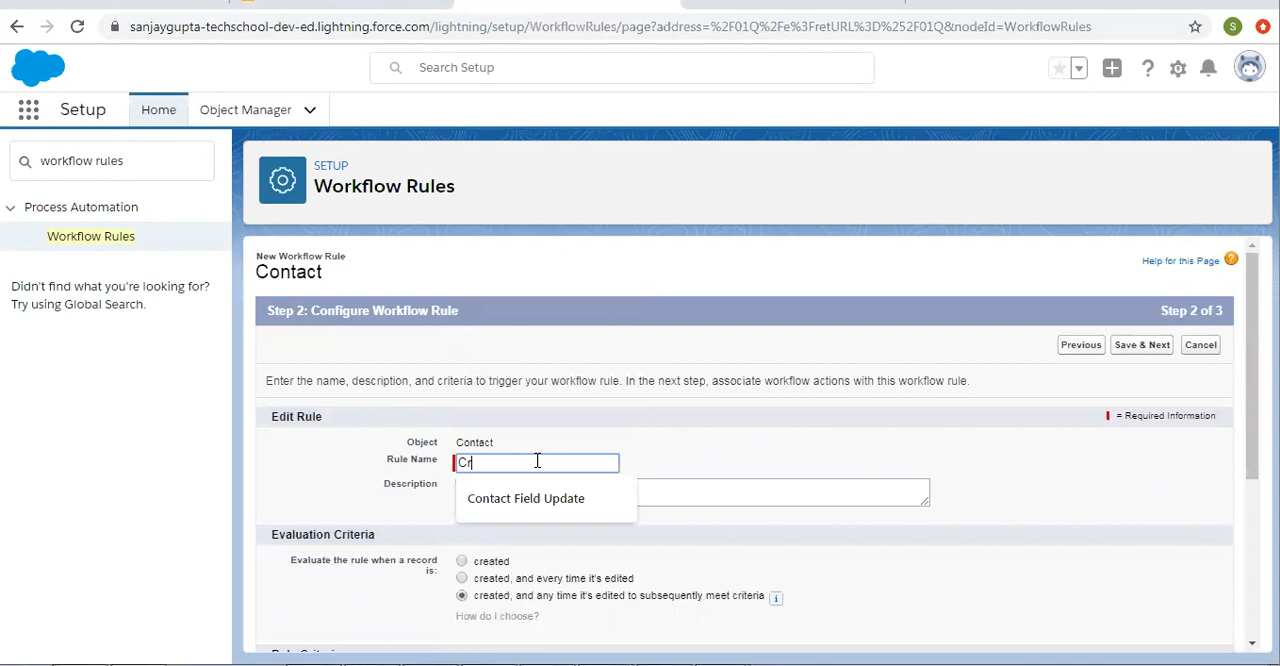 sanjaygupta-techschool-dev-ed.lightning.force.com/lightning/setup/WorkflowRules/page?address=%2F01Q%2Fe%3FretURL%3D%252F01Q&nodeId=WorkflowRules
S
Search Setup
Setup
Home
Object Manager
workflow rules
Process Automation
Workflow Rules
Didn't find what you're looking for?
Try using Global Search.
SETUP
Workflow Rules
New Workflow Rule
Contact
Help for this Page
Step 2: Configure Workflow Rule
Step 2 of 3
Previous
Save & Next
Cancel
Enter the name, description, and criteria to trigger your workflow rule. In the next step, associate workflow actions with this workflow rule.
Edit Rule
= Required Information
Object
Contact
Rule Name
Cr
Description
Contact Field Update
Evaluation Criteria
Evaluate the rule when a record
is:
created
created, and every time it's edited
created, and any time it's edited to subsequently meet criteria
How do I choose?